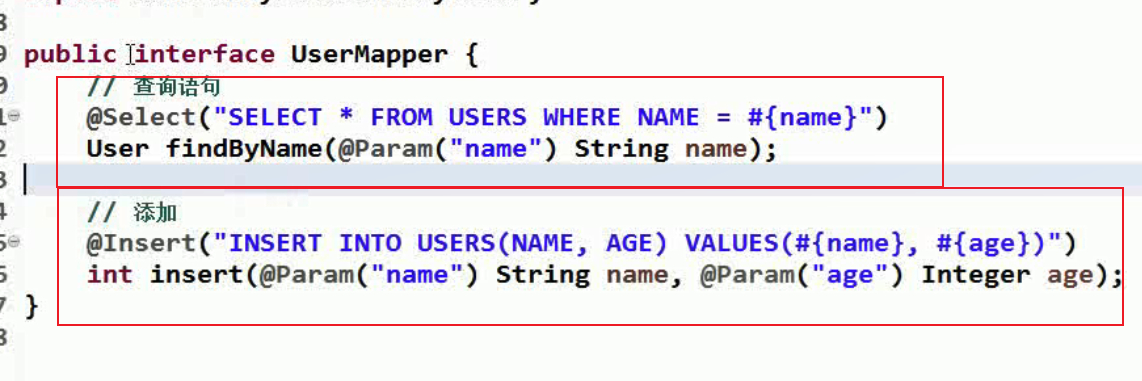 8
9 public interface UserMapper {
0 // 查询语句
1 @Select("SELECT * FROM USERS WHERE NAME = #{name}")
2 User findByName(@Param("name") String name);
3
4 // 添加
5 @Insert("INSERT INTO USERS(NAME, AGE) VALUES(#{name}, #{age})")
6 int insert(@Param("name") String name, @Param("age") Integer age);
7 }
8